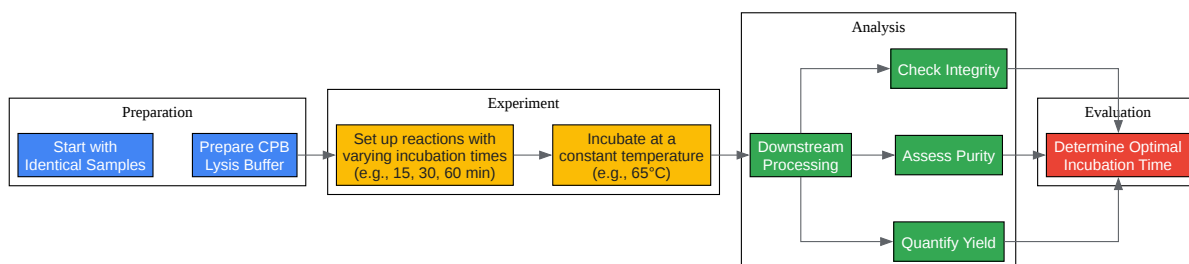 Preparation
Start with
Identical Samples
Prepare CPB
Lysis Buffer
Experiment
Set up reactions with
varying incubation times
(e.g., 15, 30, 60 min)
Incubate at a
constant temperature
(e.g., 65°C)
Analysis
Downstream
Processing
Check Integrity
Assess Purity
Quantify Yield
Evaluation
Determine Optimal
Incubation Time